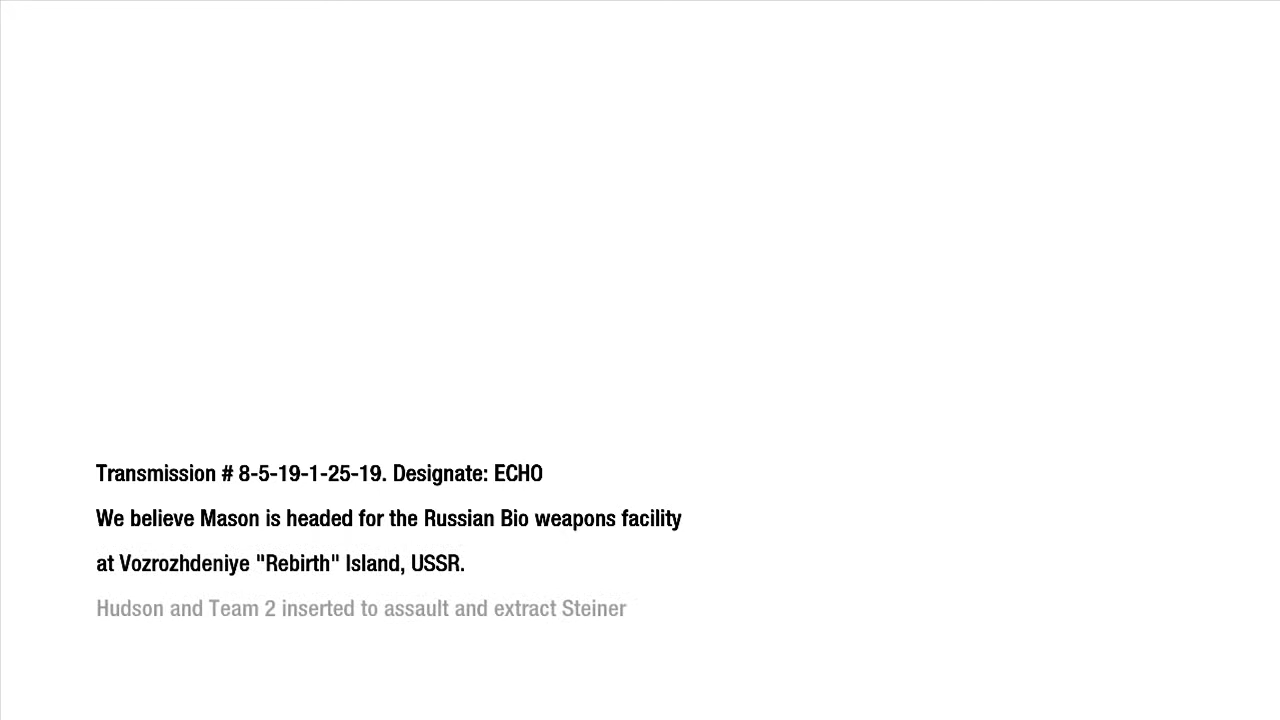 Transmission # 8-5-19-1-25-19. Designate: ECHO
We believe Mason is headed for the Russian Bio weapons facility
at Vozrozhdeniye "Rebirth" Island, USSR.
Hudson and Team 2 inserted to assault and extract Steiner